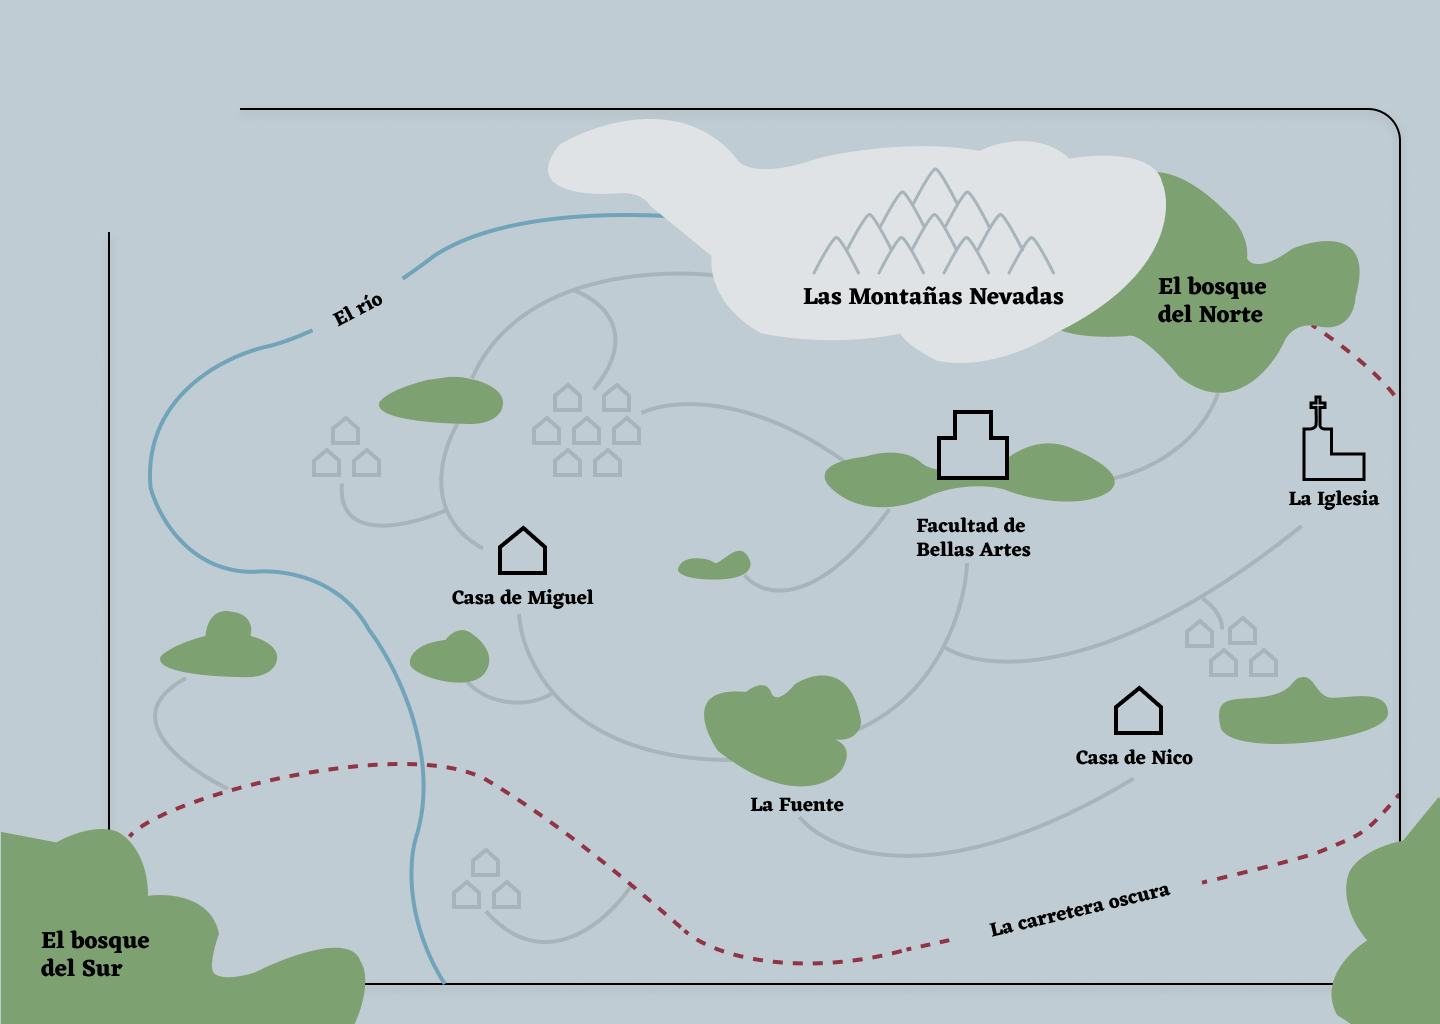 El río
Las Montañas Nevadas
El bosque
del Norte
La Iglesia
Facultad de
Bellas Artes
Casa de Miguel
Casa de Nico
La Fuente
La carretera oscura
El bosque
del Sur